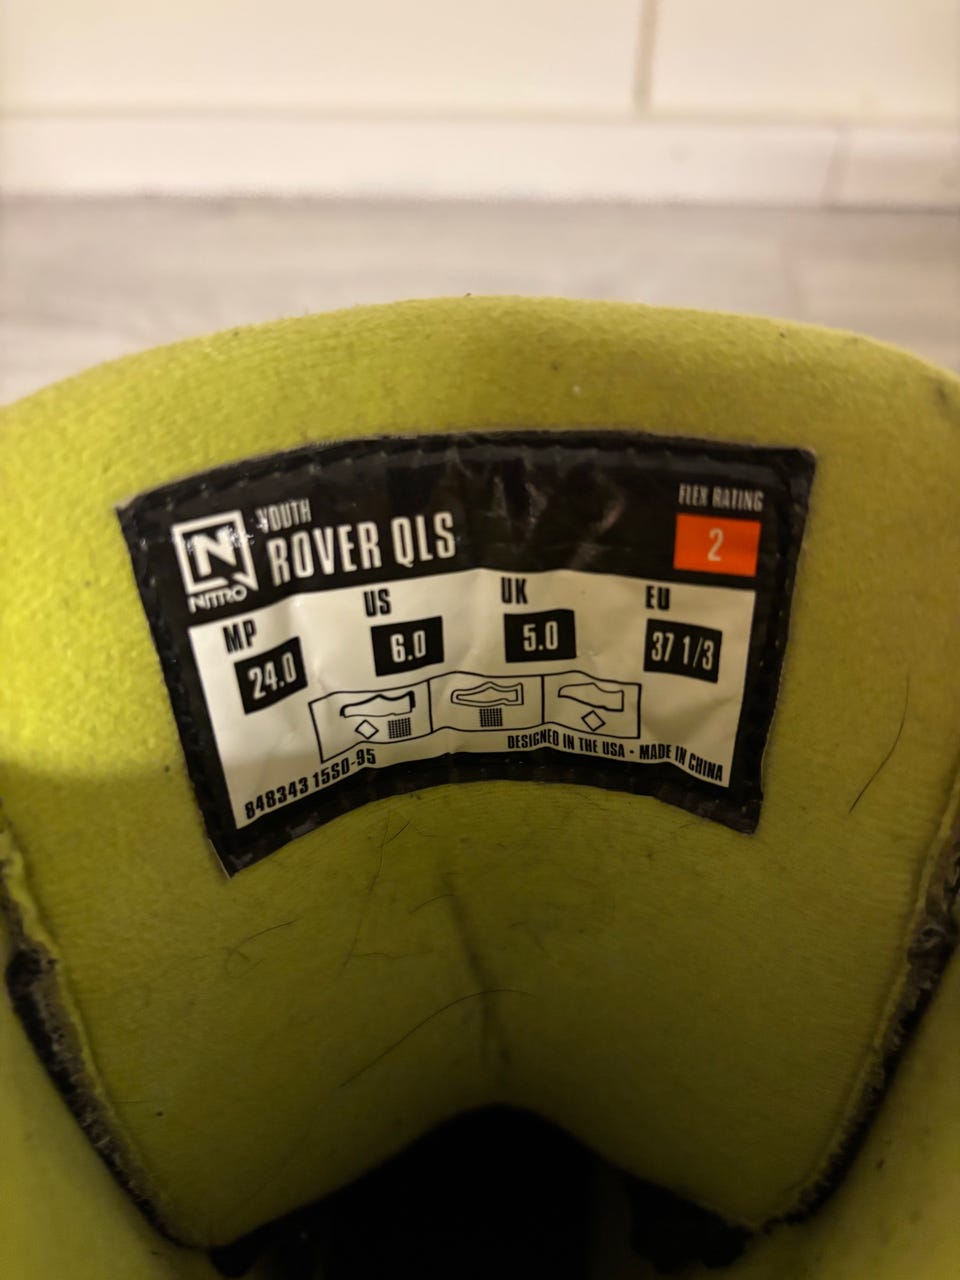 N
NITRO
YOUTH
ROVER QLS
FLEX RATING
2
MP
24.0
US
6.0
UK
5.0
EU
37 1/3
848343 15SO-95
DESIGNED IN THE USA - MADE IN CHINA